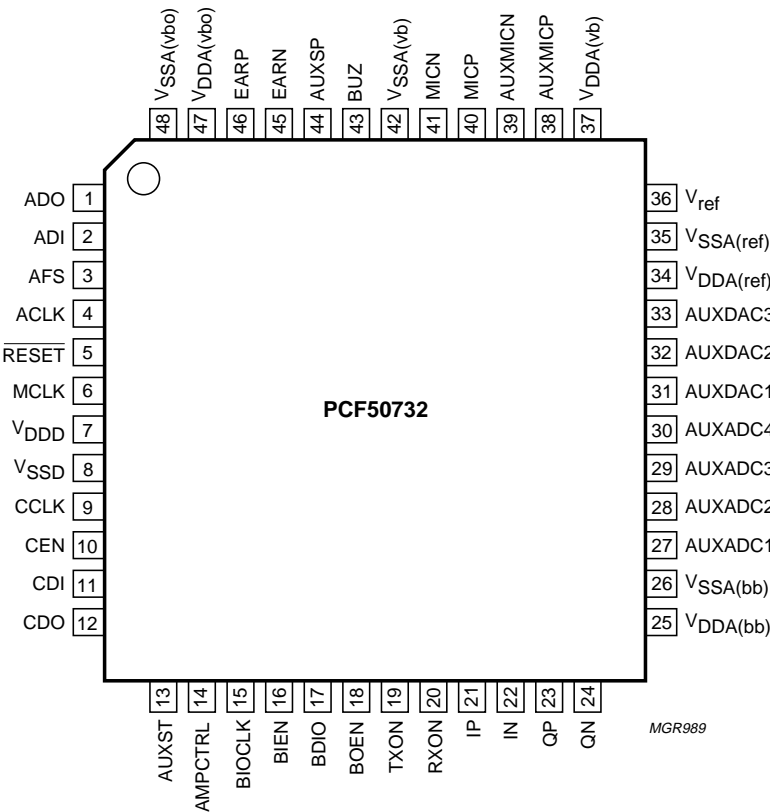 VSSA(vbo)
VDDA(vbo)
EARP
EARN
AUXSP
BUZ
VSSA(vb)
MICN
MICP
AUXMICN
AUXMICP
VDDA(vb)
48
47
46
45
44
43
42
41
40
39
38
37
ADO 1
ADI 2
AFS 3
ACLK 4
RESET 5
MCLK 6
VDDD 7
VSSD 8
CCLK 9
CEN 10
CDI 11
CDO 12
PCF50732
36 Vref
35 VSSA(ref)
34 VDDA(ref)
33 AUXDAC3
32 AUXDAC2
31 AUXDAC1
30 AUXADC4
29 AUXADC3
28 AUXADC2
27 AUXADC1
26 VSSA(bb)
25 VDDA(bb)
13
14
15
16
17
18
19
20
21
22
23
24
AUXST
AMPCTRL
BIOCLK
BIEN
BDIO
BOEN
TXON
RXON
IP
IN
QP
QN
MGR989